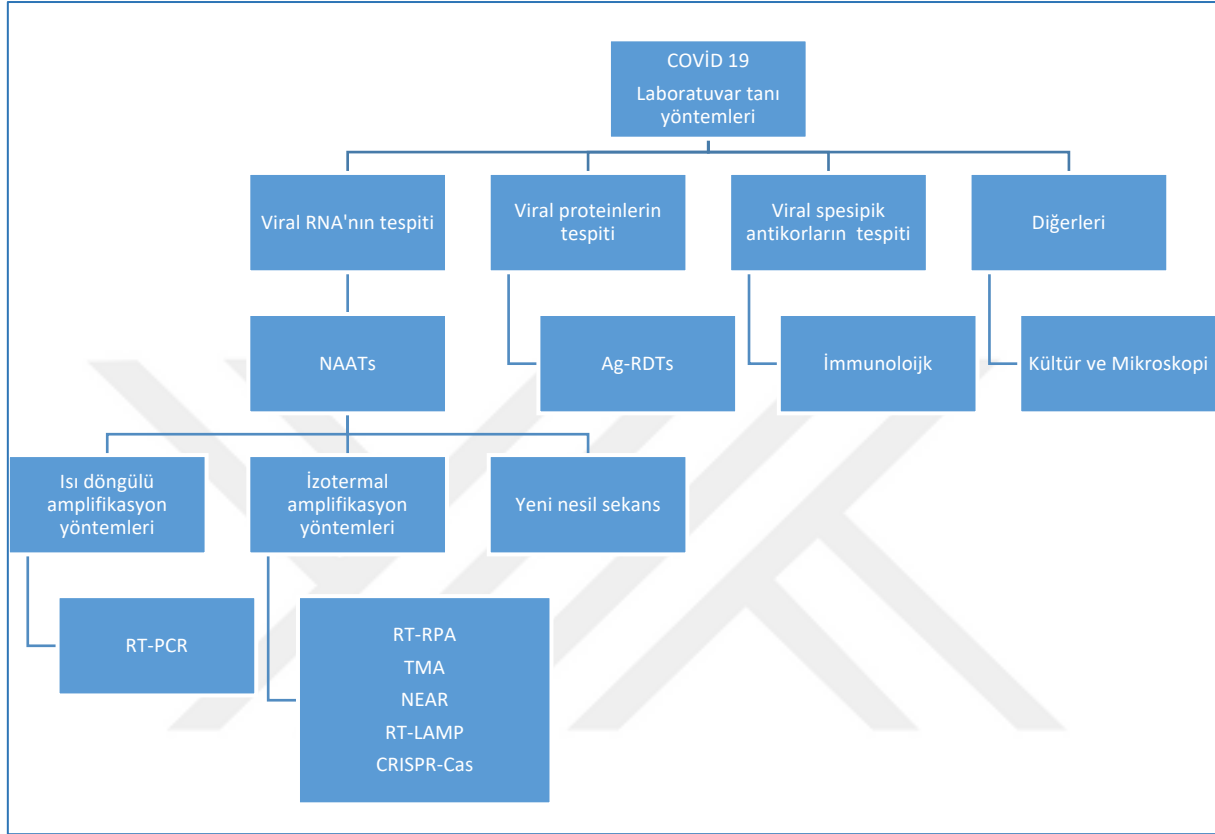 COVİD 19
Laboratuvar tanı
yöntemleri
Viral RNA'nın tespiti
Viral proteinlerin
tespiti
Viral spesipik
antikorların tespiti
Diğerleri
NAATs
Ag-RDTs
İmmunoloijk
Kültür ve Mikroskopi
Isı döngülü
amplifikasyon
yöntemleri
İzotermal
amplifikasyon
yöntemleri
Yeni nesil sekans
RT-PCR
RT-RPA
TMA
NEAR
RT-LAMP
CRISPR-Cas